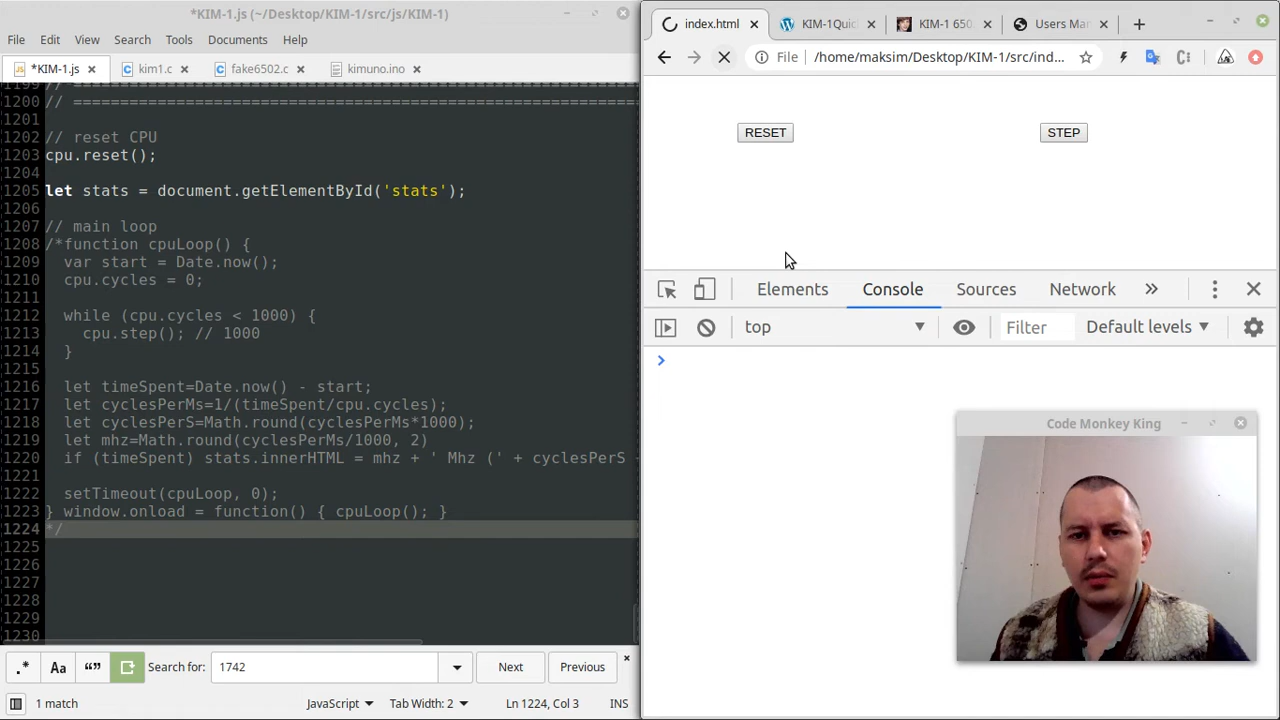 *KIM-1.js (~/Desktop/KIM-1/src/js/KIM-1)
File Edit View Search Tools Documents Help
*KIM-1.js kim1.c fake6502.c kimuno.ino
1200 // ============================================================
1201
1202 // reset CPU
1203 cpu.reset();
1204
1205 let stats = document.getElementById('stats');
1206
1207 // main loop
1208 /*function cpuLoop() {
1209 var start = Date.now();
1210 cpu.cycles = 0;
1211
1212 while (cpu.cycles < 1000) {
1213 cpu.step(); // 1000
1214 }
1215
1216 let timeSpent=Date.now() - start;
1217 let cyclesPerMs=1/(timeSpent/cpu.cycles);
1218 let cyclesPerS=Math.round(cyclesPerMs*1000);
1219 let mhz=Math.round(cyclesPerMs/1000, 2)
1220 if (timeSpent) stats.innerHTML = mhz + ' Mhz (' + cyclesPerS
1221
1222 setTimeout(cpuLoop, 0);
1223 } window.onload = function() { cpuLoop(); }
1224 */
1225
1226
1227
1228
1229
1230
.* Aa Search for: 1742 Next Previous
1 match JavaScript Tab Width: 2 Ln 1224, Col 3 INS
index.html KIM-1Quic KIM-1 650 Users Mar
File /home/maksim/Desktop/KIM-1/src/ind...
RESET STEP
Elements Console Sources Network
top Filter Default levels
Code Monkey King